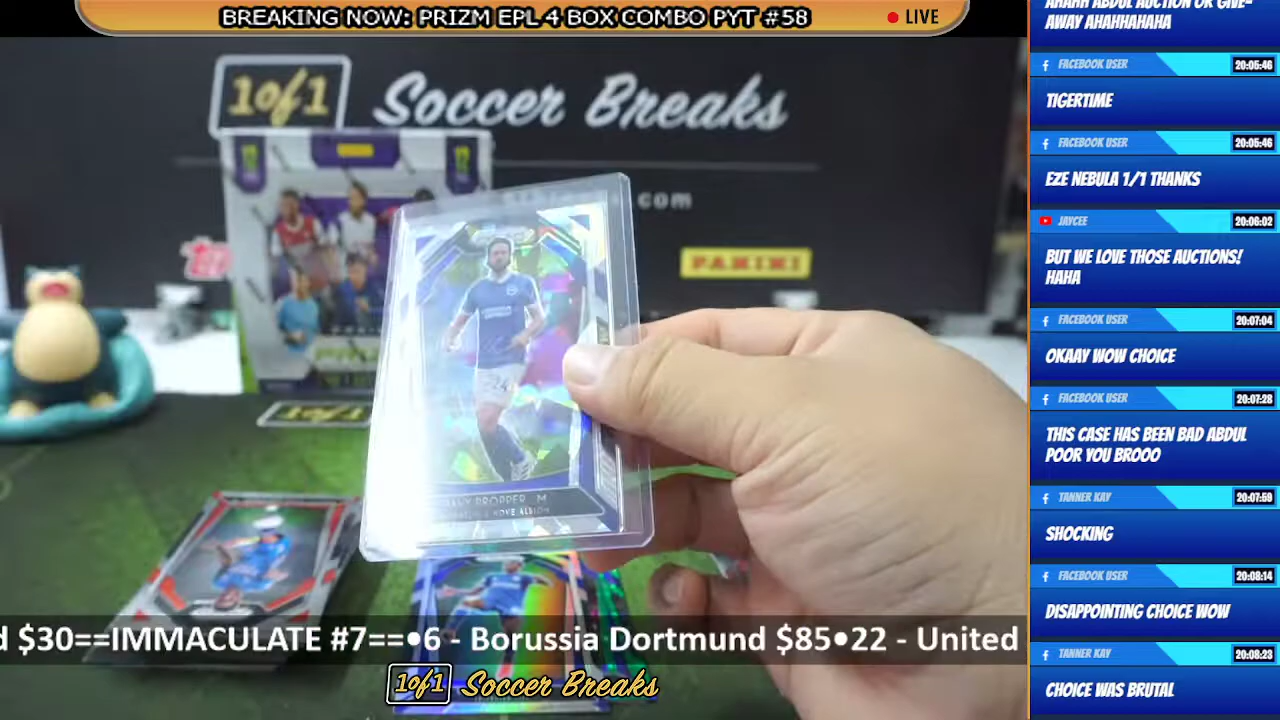 BREAKING NOW: PRIZM EPL 4 BOX COMBO PYT #58
LIVE
1of1 Soccer Breaks
com
PANINI
PROPPER M
HOVE ALBION
1of1
d $30==IMMACULATE #7==•6 - Borussia Dortmund $85•22 - United
1of1 Soccer Breaks
AHAHH ABDUL AUCTION OR GIVE-
AWAY AHAHHAHAHA
FACEBOOK USER 20:05:46
TIGERTIME
FACEBOOK USER 20:05:46
EZE NEBULA 1/1 THANKS
JAYCEE 20:06:02
BUT WE LOVE THOSE AUCTIONS!
HAHA
FACEBOOK USER 20:07:04
OKAAY WOW CHOICE
FACEBOOK USER 20:07:28
THIS CASE HAS BEEN BAD ABDUL
POOR YOU BROOO
TANNER KAY 20:07:59
SHOCKING
FACEBOOK USER 20:08:14
DISAPPOINTING CHOICE WOW
TANNER KAY 20:08:23
CHOICE WAS BRUTAL